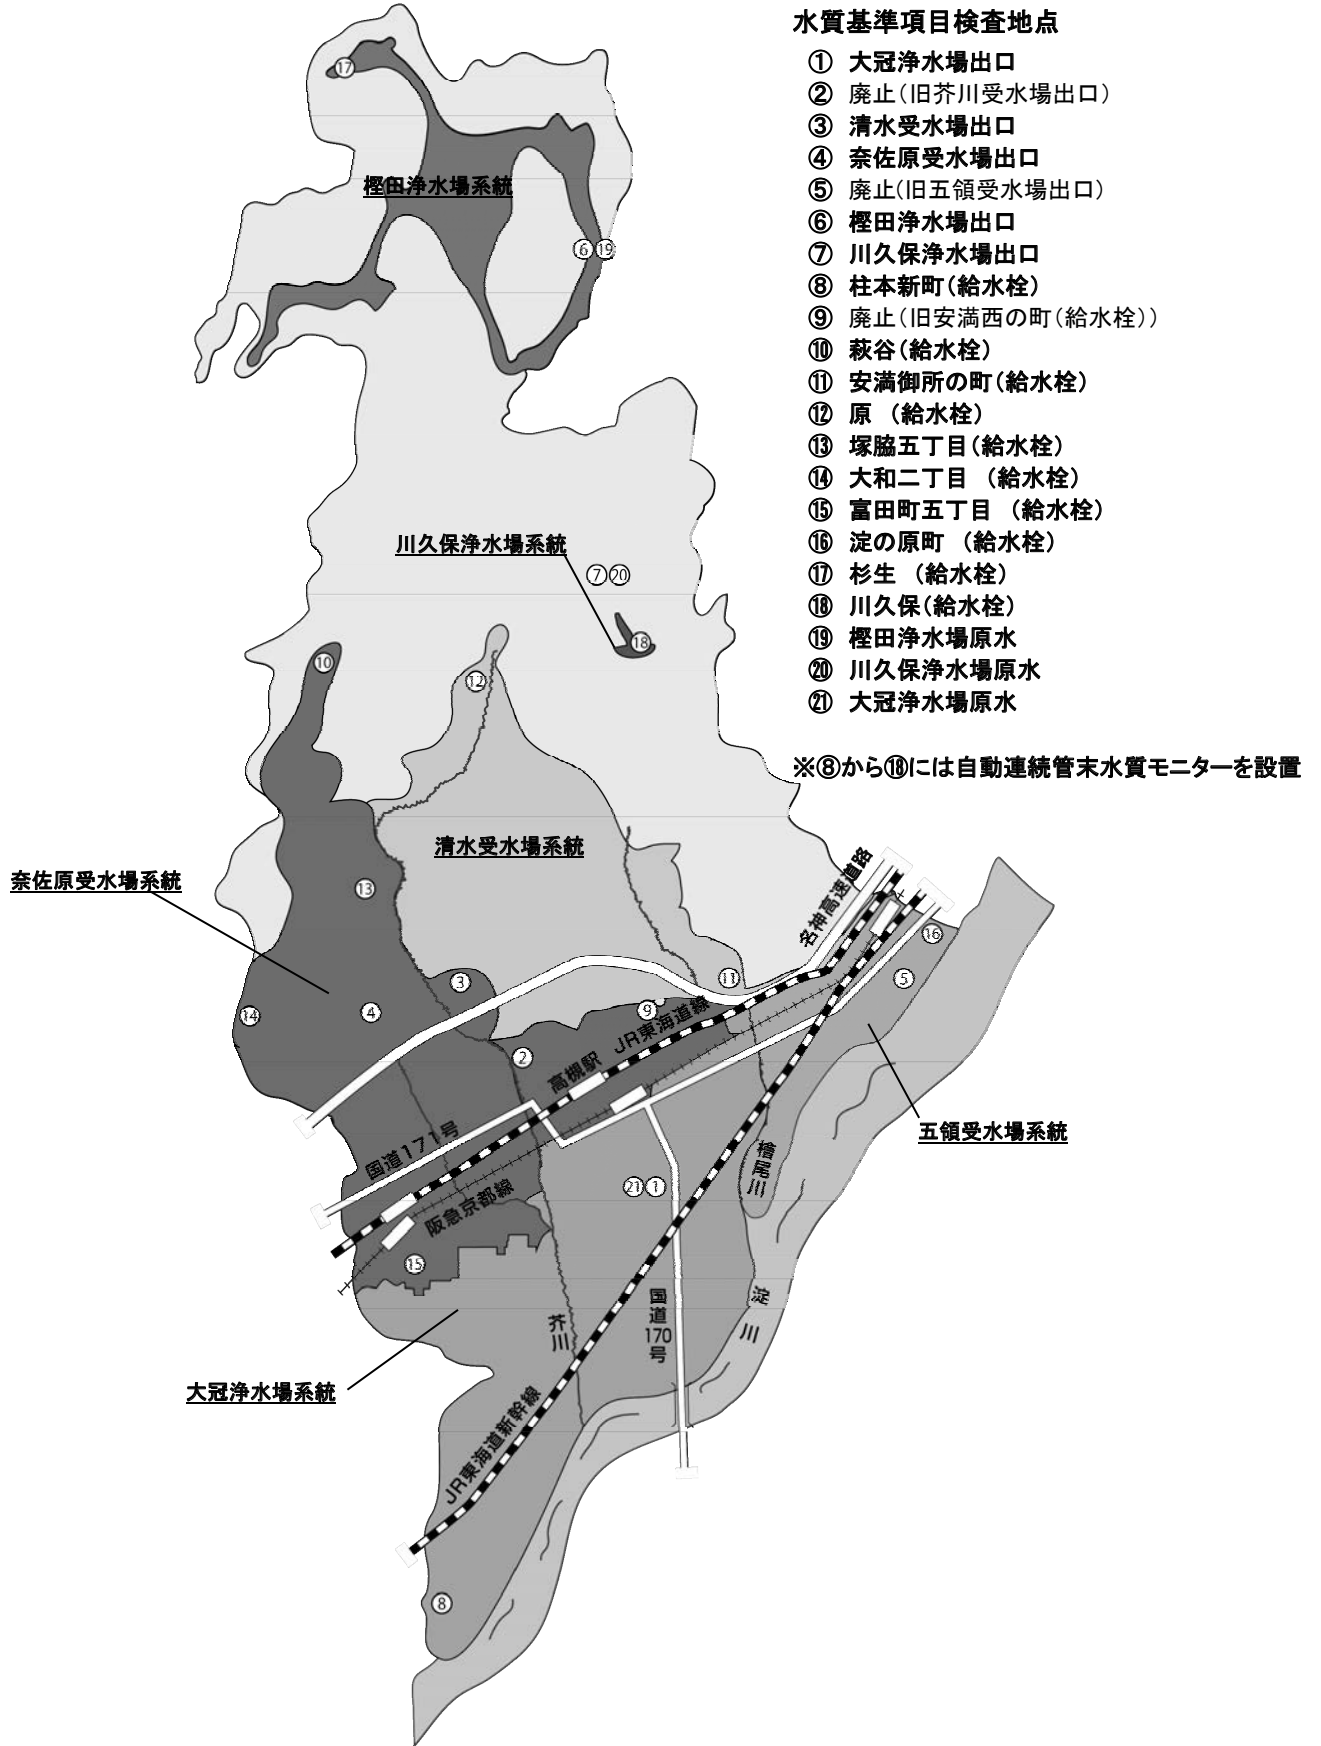 水質基準項目検査地点
① 大冠浄水場出口
② 廃止（旧芥川受水場出口）
③ 清水受水場出口
④ 奈佐原受水場出口
⑤ 廃止(旧五領受水場出口）
⑥ 樫田浄水場出口
⑦ 川久保浄水場出口
⑧ 柱本新町（給水栓）
⑨ 廃止（旧安満西の町（給水栓））
⑩ 萩谷（給水栓）
⑪ 安満御所の町（給水栓）
⑫ 原 （給水栓）
⑬ 塚脇五丁目（給水栓）
⑭ 大和二丁目 （給水栓）
⑮ 富田町五丁目 （給水栓）
⑯ 淀の原町 （給水栓）
⑰ 杉生 （給水栓）
⑱ 川久保（給水栓）
⑲ 樫田浄水場原水
⑳ 川久保浄水場原水
㉑ 大冠浄水場原水
※⑧から⑱には自動連続管末水質モニターを設置
⑰
樫田浄水場系統
⑥ ⑲
川久保浄水場系統
⑦ ⑳
⑱
⑩
⑫
清水受水場系統
奈佐原受水場系統
⑬
名神高速道路
⑯
⑪
⑤
③
④
⑭
⑨
JR東海道線
②
高槻駅
五領受水場系統
国道171号
檜尾川
㉑ ①
阪急京都線
⑮
淀川
国道170号
芥川
大冠浄水場系統
JR東海道新幹線
⑧